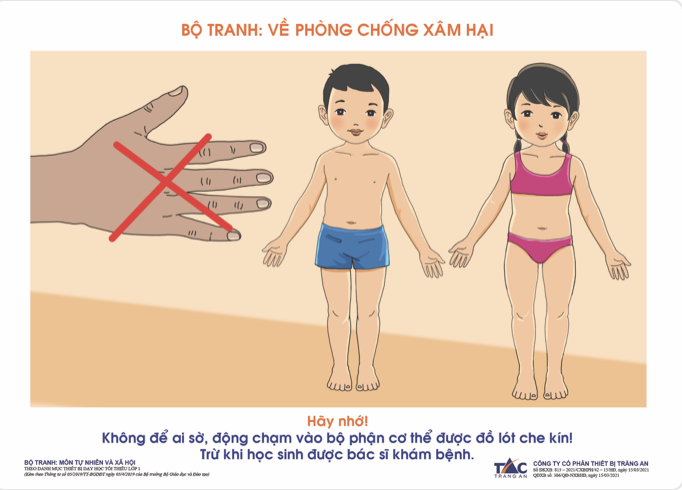 BỘ TRANH: VỀ PHÒNG CHỐNG XÂM HẠI
Hãy nhớ!
Không để ai sờ, động chạm vào bộ phận cơ thể được đồ lót che kín!
Trừ khi học sinh được bác sĩ khám bệnh.
BỘ TRANH: MÔN TỰ NHIÊN VÀ XÃ HỘI
THEO DANH MỤC THIẾT BỊ DẠY HỌC TỐI THIỂU LỚP 1
(Kèm theo Thông tư số 05/2019/TT-BGDĐT ngày 05/4/2019 của Bộ trưởng Bộ Giáo dục và Đào tạo)
TAC
TRANG AN
CÔNG TY CỔ PHẦN THIẾT BỊ TRÀNG AN